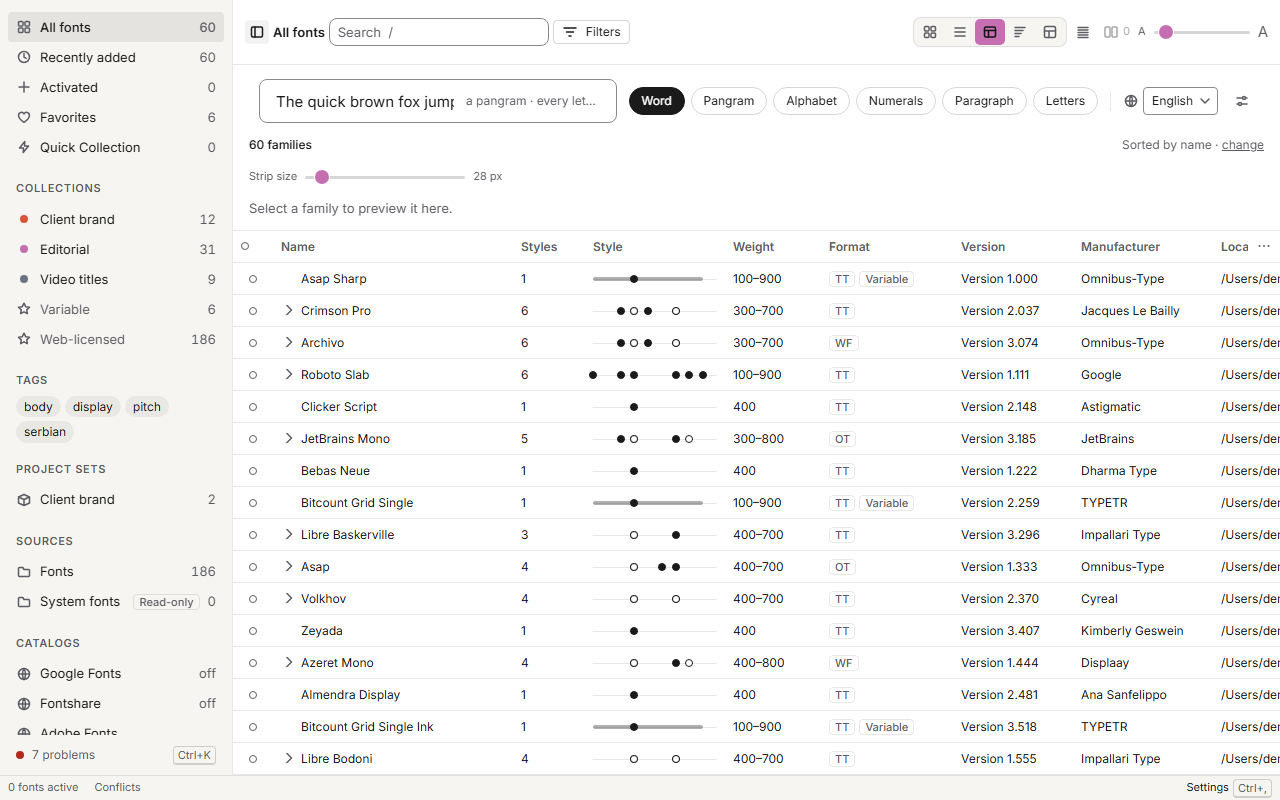 All fonts 60
Recently added 60
Activated 0
Favorites 6
Quick Collection 0
COLLECTIONS
Client brand 12
Editorial 31
Video titles 9
Variable 6
Web-licensed 186
TAGS
body display pitch
serbian
PROJECT SETS
Client brand 2
SOURCES
Fonts 186
System fonts Read-only 0
CATALOGS
Google Fonts off
Fontshare off
Adobe Fonts
7 problems Ctrl+K
All fonts Search / Filters 0 A A
The quick brown fox jump a pangram · every let... Word Pangram Alphabet Numerals Paragraph Letters English
60 families Sorted by name · change
Strip size 28 px
Select a family to preview it here.
Name Styles Style Weight Format Version Manufacturer Loca ...
Asap Sharp 1 100–900 TT Variable Version 1.000 Omnibus-Type /Users/der
Crimson Pro 6 300–700 TT Version 2.037 Jacques Le Bailly /Users/der
Archivo 6 300–700 WF Version 3.074 Omnibus-Type /Users/der
Roboto Slab 6 100–900 TT Version 1.111 Google /Users/der
Clicker Script 1 400 TT Version 2.148 Astigmatic /Users/der
JetBrains Mono 5 300–800 OT Version 3.185 JetBrains /Users/der
Bebas Neue 1 400 TT Version 1.222 Dharma Type /Users/der
Bitcount Grid Single 1 100–900 TT Variable Version 2.259 TYPETR /Users/der
Libre Baskerville 3 400–700 TT Version 3.296 Impallari Type /Users/der
Asap 4 400–700 OT Version 1.333 Omnibus-Type /Users/der
Volkhov 4 400–700 TT Version 2.370 Cyreal /Users/der
Zeyada 1 400 TT Version 3.407 Kimberly Geswein /Users/der
Azeret Mono 4 400–800 WF Version 1.444 Displaay /Users/der
Almendra Display 1 400 TT Version 2.481 Ana Sanfelippo /Users/der
Bitcount Grid Single Ink 1 100–900 TT Variable Version 3.518 TYPETR /Users/der
Libre Bodoni 4 400–700 TT Version 1.555 Impallari Type /Users/der
0 fonts active Conflicts Settings Ctrl+,